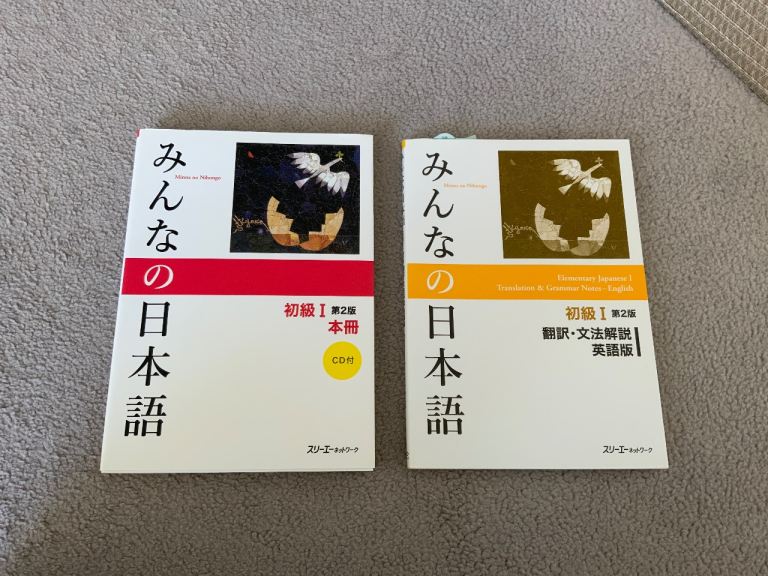 みんなの日本語
Minna no Nihongo
初級 I 第2版
本冊
CD付
スリーエーネットワーク
みんなの日本語
Minna no Nihongo
Elementary Japanese I
Translation & Grammar Notes–English
初級 I 第2版
翻訳・文法解説
英語版
スリーエーネットワーク